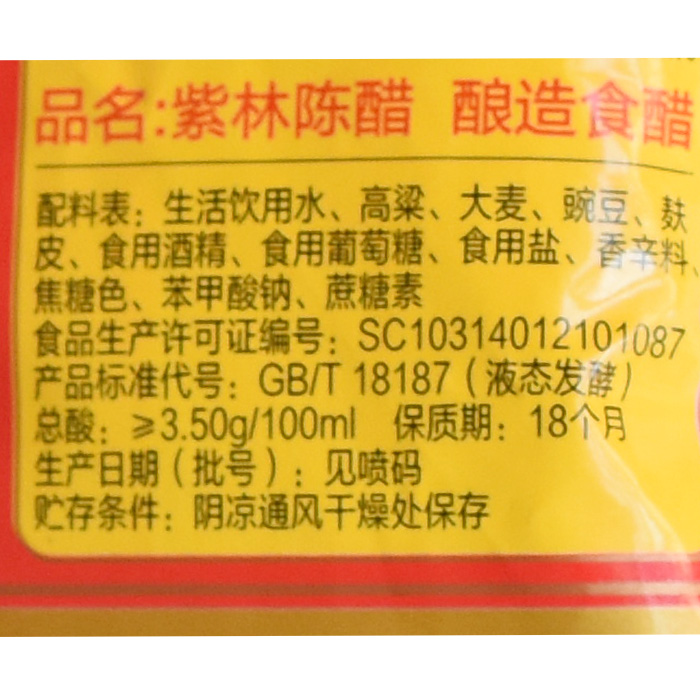 品名:紫林陈醋 酿造食醋
配料表：生活饮用水、高粱、大麦、豌豆、麸
皮、食用酒精、食用葡萄糖、食用盐、香辛料、
焦糖色、苯甲酸钠、蔗糖素
食品生产许可证编号：SC10314012101087
产品标准代号：GB/T 18187（液态发酵）
总酸：≥3.50g/100ml 保质期：18个月
生产日期（批号）：见喷码
贮存条件：阴凉通风干燥处保存